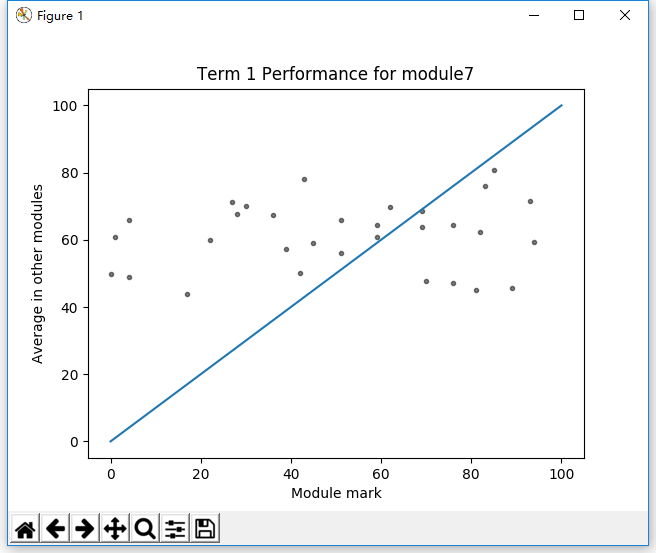 Figure 1
Term 1 Performance for module7
100
80
60
40
20
0
Average in other modules
0 20 40 60 80 100
Module mark